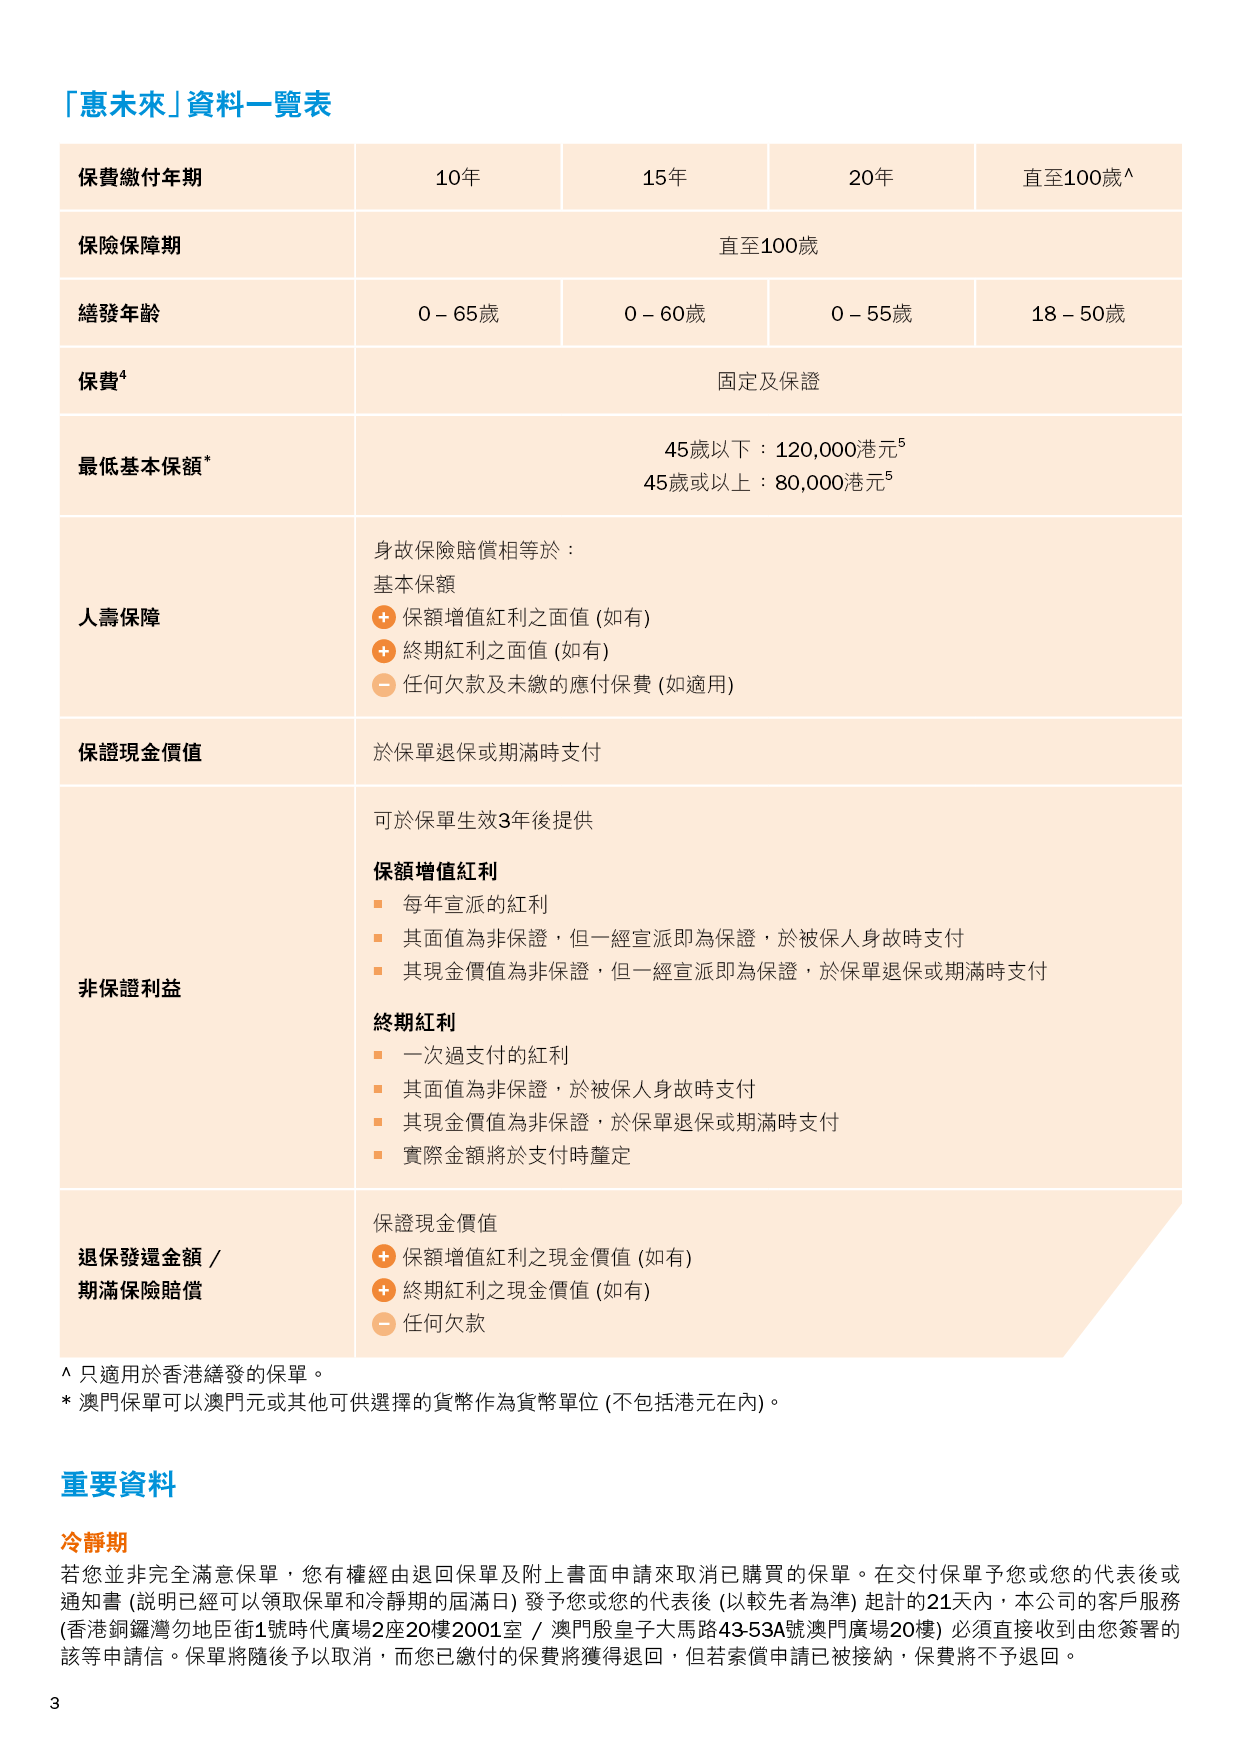 「惠未來」資料一覽表
保費繳付年期 10年 15年 20年 直至100歲^
保險保障期 直至100歲
繕發年齡 0 – 65歲 0 – 60歲 0 – 55歲 18 – 50歲
保費4 固定及保證
最低基本保額*
45歲以下：120,000港元5
45歲或以上：80,000港元5
人壽保障
身故保險賠償相等於：
基本保額
+ 保額增值紅利之面值 (如有)
+ 終期紅利之面值 (如有)
– 任何欠款及未繳的應付保費 (如適用)
保證現金價值 於保單退保或期滿時支付
非保證利益
可於保單生效3年後提供
保額增值紅利
▪ 每年宣派的紅利
▪ 其面值為非保證，但一經宣派即為保證，於被保人身故時支付
▪ 其現金價值為非保證，但一經宣派即為保證，於保單退保或期滿時支付
終期紅利
▪ 一次過支付的紅利
▪ 其面值為非保證，於被保人身故時支付
▪ 其現金價值為非保證，於保單退保或期滿時支付
▪ 實際金額將於支付時釐定
退保發還金額 /
期滿保險賠償
保證現金價值
+ 保額增值紅利之現金價值 (如有)
+ 終期紅利之現金價值 (如有)
– 任何欠款
^ 只適用於香港繕發的保單。
* 澳門保單可以澳門元或其他可供選擇的貨幣作為貨幣單位 (不包括港元在內)。
重要資料
冷靜期
若您並非完全滿意保單，您有權經由退回保單及附上書面申請來取消已購買的保單。在交付保單予您或您的代表後或
通知書 (説明已經可以領取保單和冷靜期的屆滿日) 發予您或您的代表後 (以較先者為準) 起計的21天內，本公司的客戶服務
(香港銅鑼灣勿地臣街1號時代廣場2座20樓2001室 / 澳門殷皇子大馬路43-53A號澳門廣場20樓) 必須直接收到由您簽署的
該等申請信。保單將隨後予以取消，而您已繳付的保費將獲得退回，但若索償申請已被接納，保費將不予退回。
3